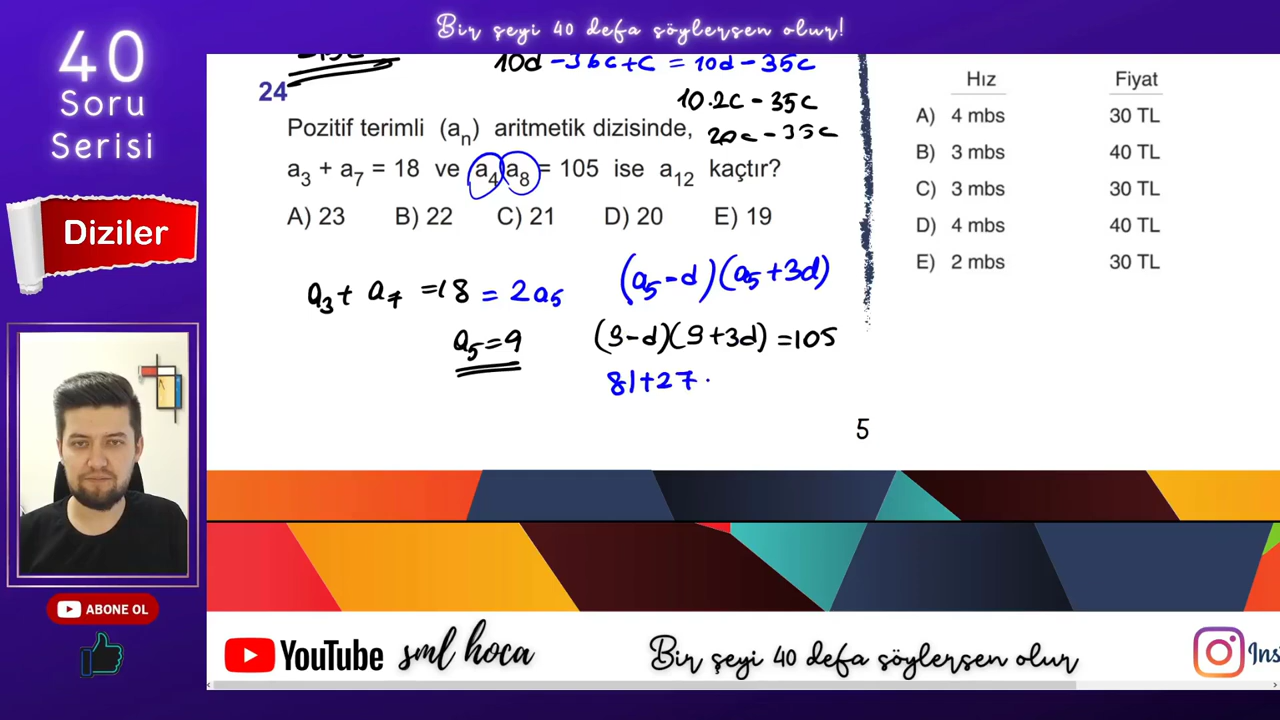 Bir şeyi 40 defa söylersen olur!
40
Soru
Serisi
Diziler
ABONE OL
10d - 36c + c = 10d - 35c
10.2c - 35c
20c - 35c
24
Pozitif terimli (aₙ) aritmetik dizisinde,
a₃ + a₇ = 18 ve a₄ a₈ = 105 ise a₁₂ kaçtır?
A) 23 B) 22 C) 21 D) 20 E) 19
a₃ + a₇ = 18 = 2a₅
a₅ = 9
(a₅ - d)(a₅ + 3d)
(9 - d)(9 + 3d) = 105
81 + 27
5
Hız Fiyat
A) 4 mbs 30 TL
B) 3 mbs 40 TL
C) 3 mbs 30 TL
D) 4 mbs 40 TL
E) 2 mbs 30 TL
YouTube sml hoca
Bir şeyi 40 defa söylersen olur
Ins